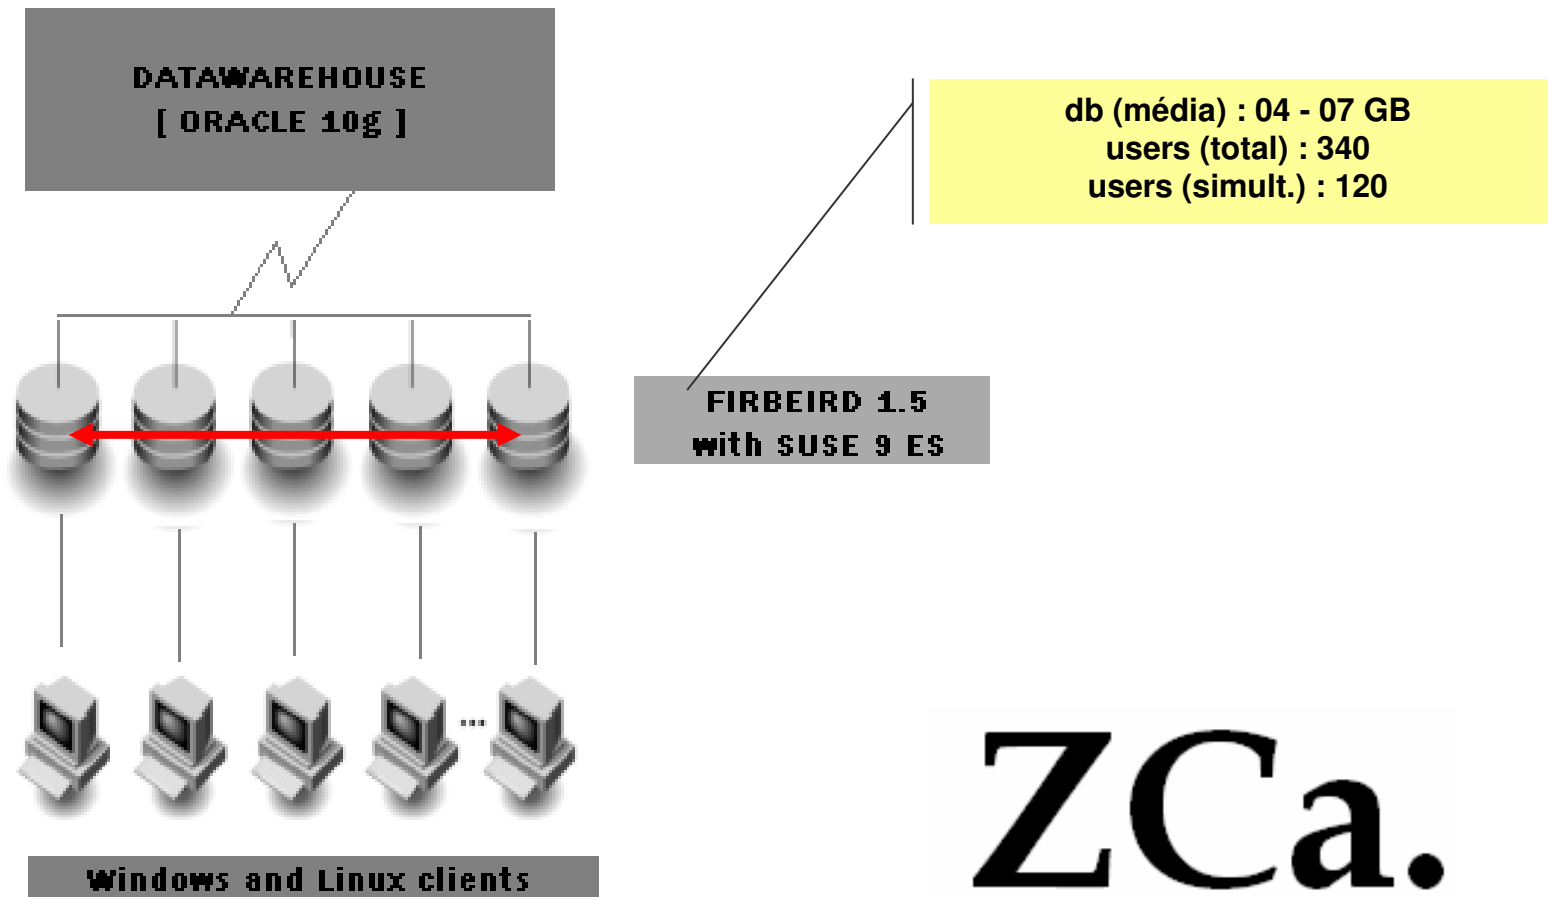 DATAWAREHOUSE
[ ORACLE 10g ]
db (média) : 04 - 07 GB
users (total) : 340
users (simult.) : 120
FIRBEIRD 1.5
with SUSE 9 ES
...
Windows and Linux clients
ZCa.